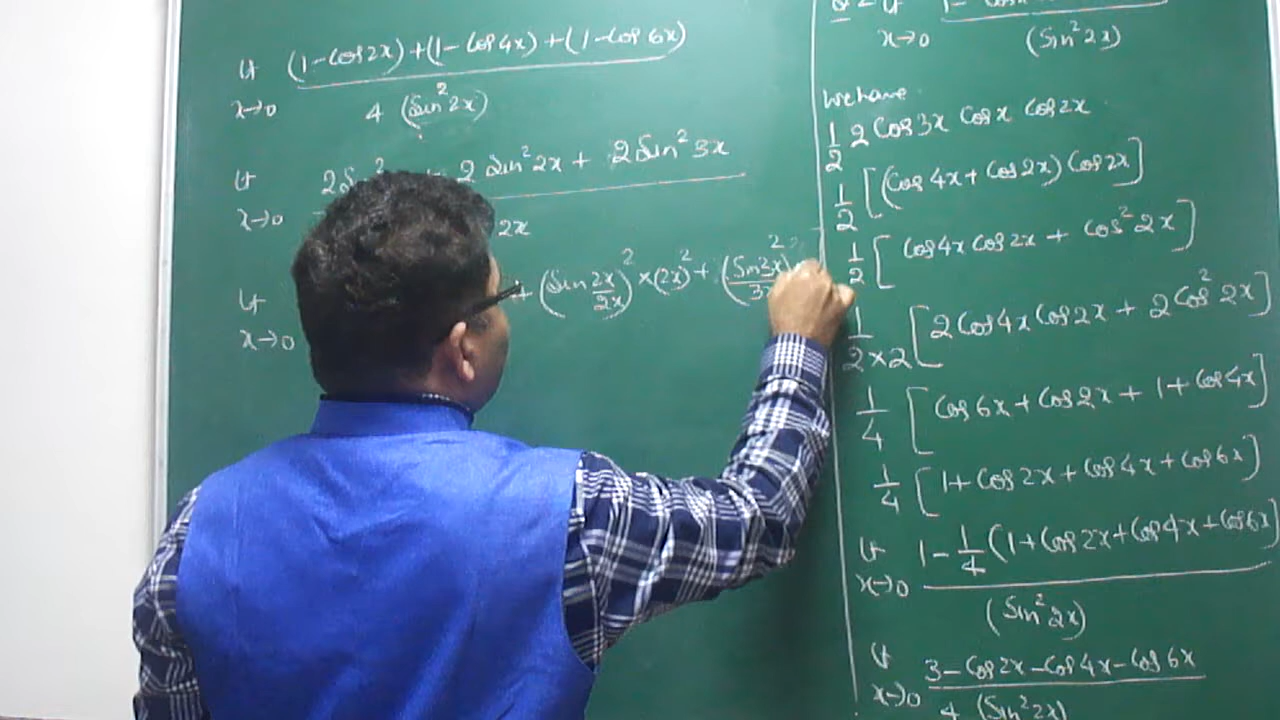 lt (1-Cos2x)+(1-Cos4x)+(1-Cos6x)
x→0 4 (Sin²2x)
lt 2 Sin²2x + 2Sin²3x
x→0 2x
lt + (Sin2x/2x)² × (2x)² + (Sin3x/3x)²
x→0
lt
x→0 (Sin²2x)
We have
1/2 2Cos3x Cosx Cos2x
1/2 [(Cos4x + Cos2x) Cos2x]
1/2 [Cos4x Cos2x + Cos²2x]
1/2×2 [2Cos4x Cos2x + 2Cos²2x]
1/4 [Cos6x + Cos2x + 1 + Cos4x]
1/4 [1+Cos2x+Cos4x+Cos6x]
lt 1-1/4(1+Cos2x+Cos4x+Cos6x)
x→0 (Sin²2x)
lt 3-Cos2x-Cos4x-Cos6x
x→0 4 (Sin²2x)